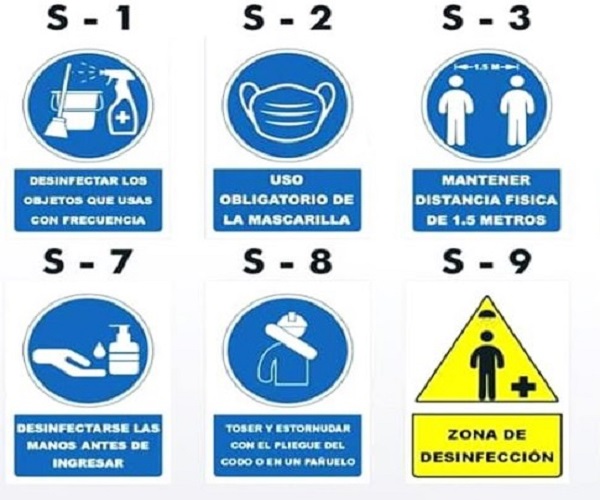 S - 1
S - 2
S - 3
DESINFECTAR LOS
OBJETOS QUE USAS
CON FRECUENCIA
USO
OBLIGATORIO DE
LA MASCARILLA
1.5 M
MANTENER
DISTANCIA FISICA
DE 1.5 METROS
S - 7
S - 8
S - 9
DESINFECTARSE LAS
MANOS ANTES DE
INGRESAR
TOSER Y ESTORNUDAR
CON EL PLIEGUE DEL
CODO O EN UN PAÑUELO
ZONA DE
DESINFECCIÓN